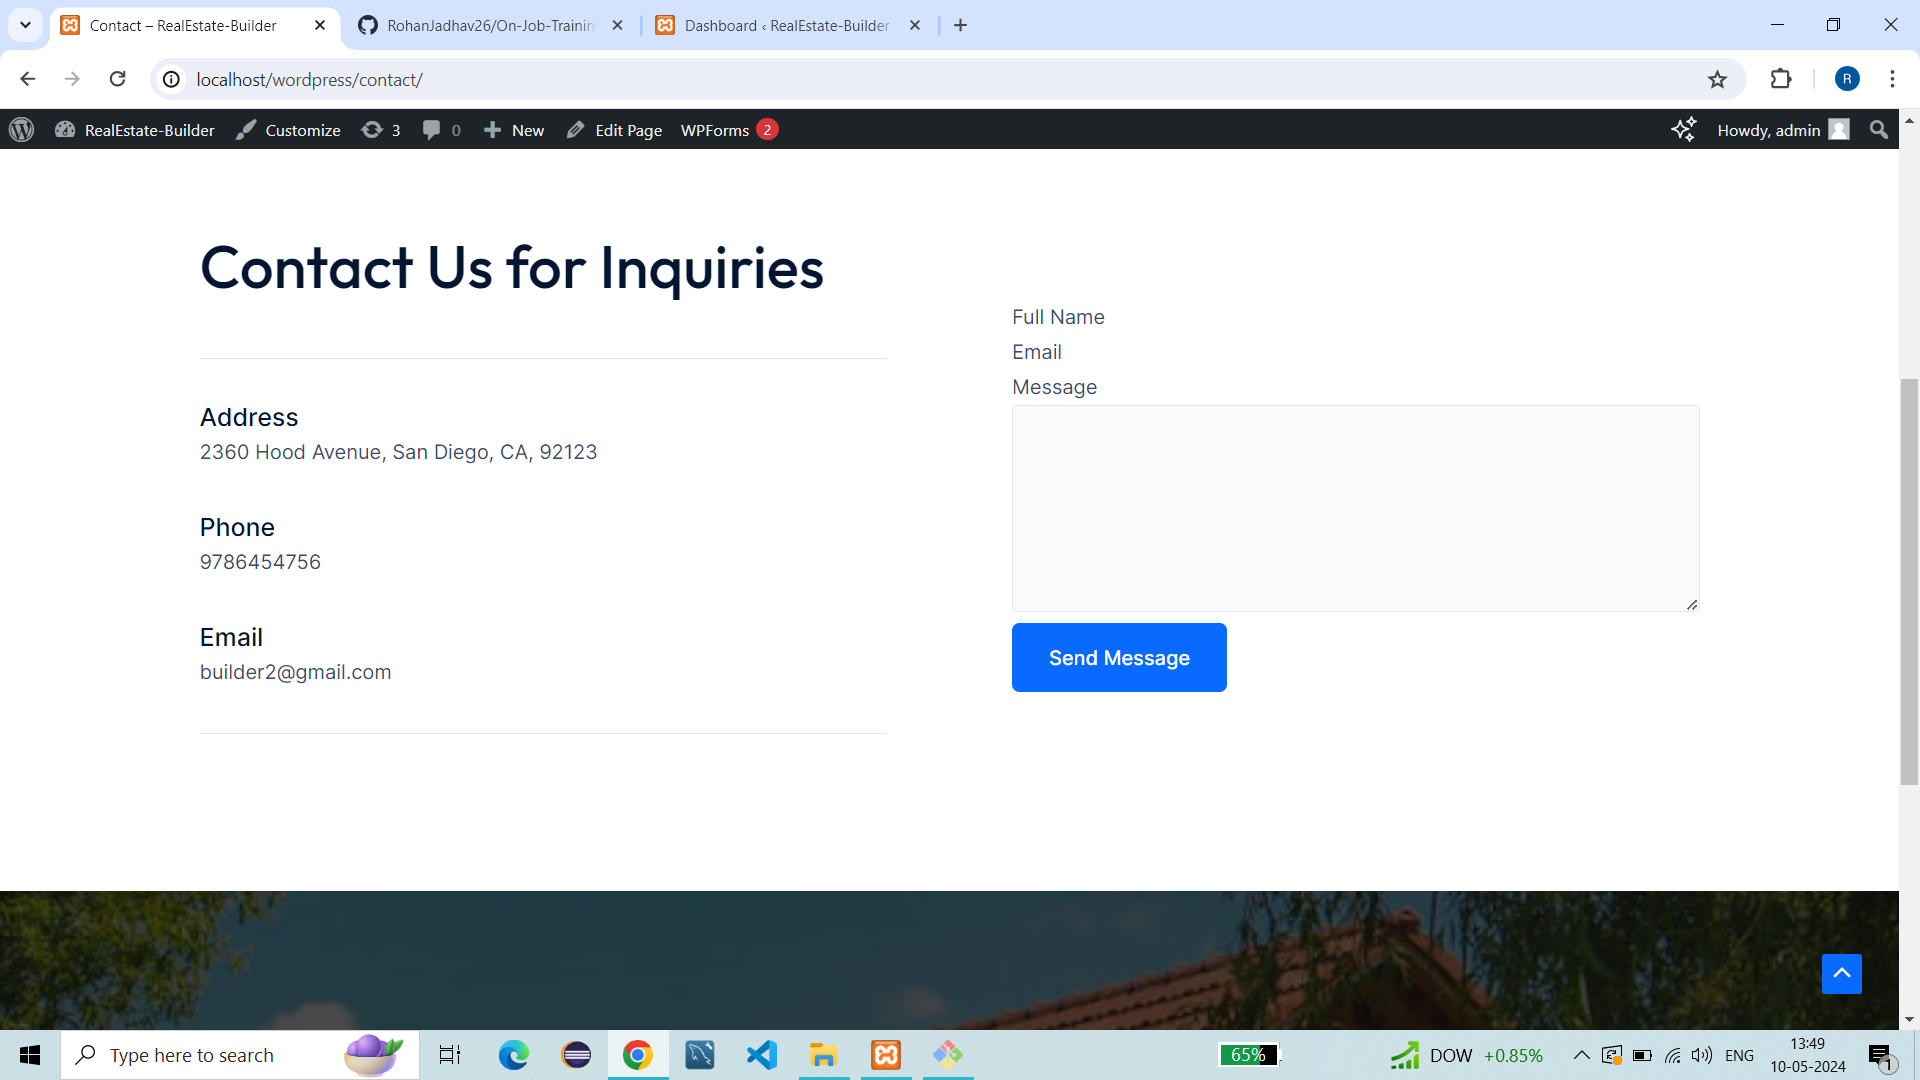 Contact – RealEstate-Builder
RohanJadhav26/On-Job-Trainin
Dashboard ‹ RealEstate-Builder
localhost/wordpress/contact/
R
RealEstate-Builder
Customize
3
0
New
Edit Page
WPForms 2
Howdy, admin
Contact Us for Inquiries
Address
2360 Hood Avenue, San Diego, CA, 92123
Phone
9786454756
Email
builder2@gmail.com
Full Name
Email
Message
Send Message
Type here to search
65%
DOW +0.85%
ENG
13:49
10-05-2024
1